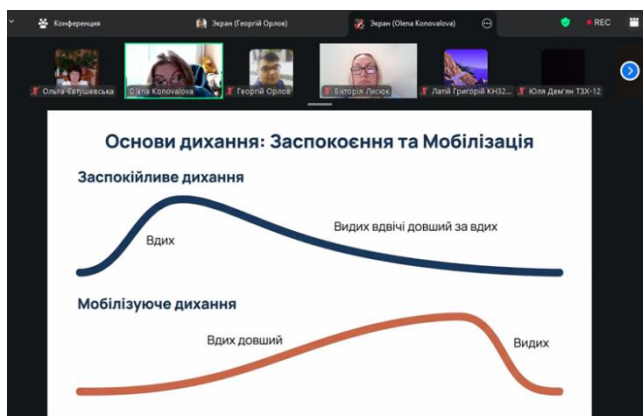 Конференция
Экран (Георгій Орлов)
Экран (Olena Konovalova)
REC
Ольга Євтушевська
Olena Konovalova
Георгій Орлов
Вікторія Лисюк
Латій Григорій КН32...
Юля Дем'ян ТЗХ-12
Основи дихання: Заспокоєння та Мобілізація
Заспокійливе дихання
Вдих
Видих вдвічі довший за вдих
Мобілізуюче дихання
Вдих довший
Видих